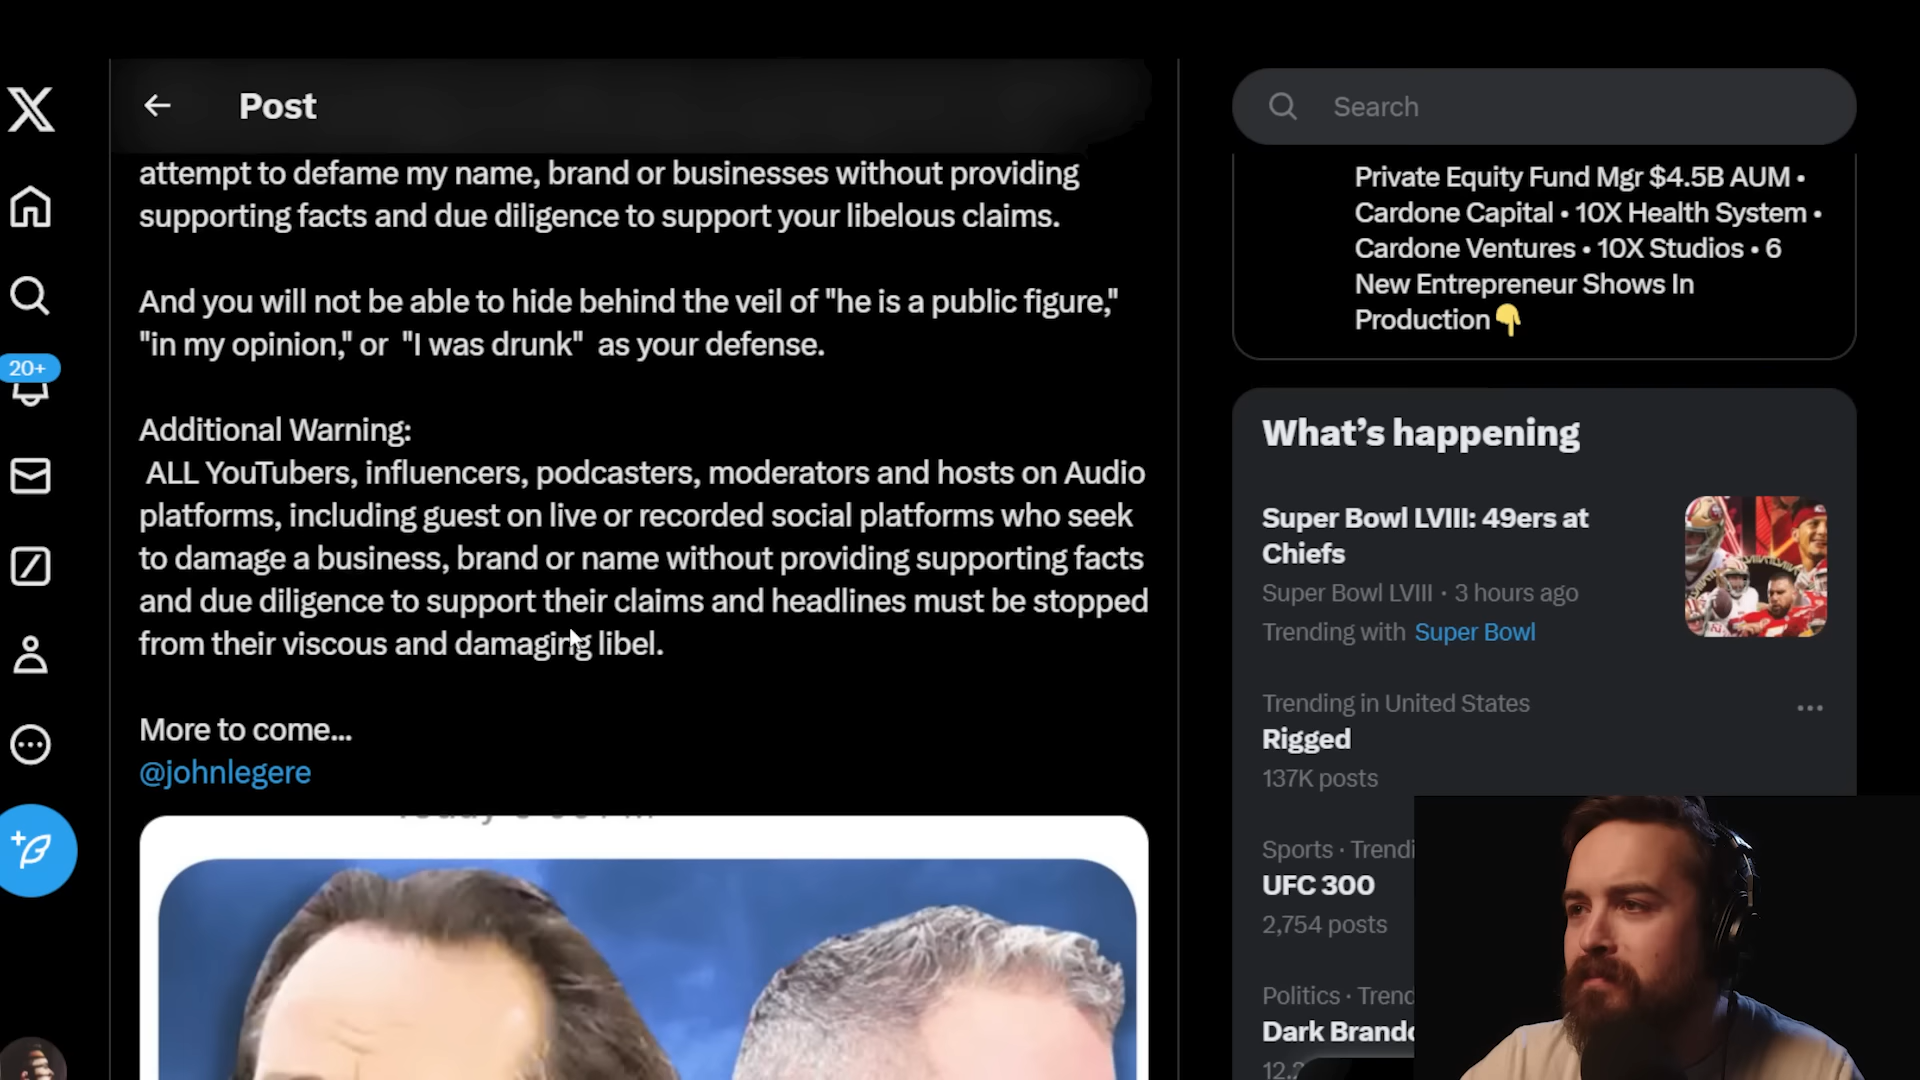 Post
attempt to defame my name, brand or businesses without providing
supporting facts and due diligence to support your libelous claims.
And you will not be able to hide behind the veil of "he is a public figure,"
"in my opinion," or "I was drunk" as your defense.
Additional Warning:
ALL YouTubers, influencers, podcasters, moderators and hosts on Audio
platforms, including guest on live or recorded social platforms who seek
to damage a business, brand or name without providing supporting facts
and due diligence to support their claims and headlines must be stopped
from their viscous and damaging libel.
More to come...
@johnlegere
20+
Search
Private Equity Fund Mgr $4.5B AUM •
Cardone Capital • 10X Health System •
Cardone Ventures • 10X Studios • 6
New Entrepreneur Shows In
Production👇
What's happening
Super Bowl LVIII: 49ers at
Chiefs
Super Bowl LVIII · 3 hours ago
Trending with Super Bowl
Trending in United States
Rigged
137K posts
Sports · Trendi
UFC 300
2,754 posts
Politics · Trend
Dark Brando